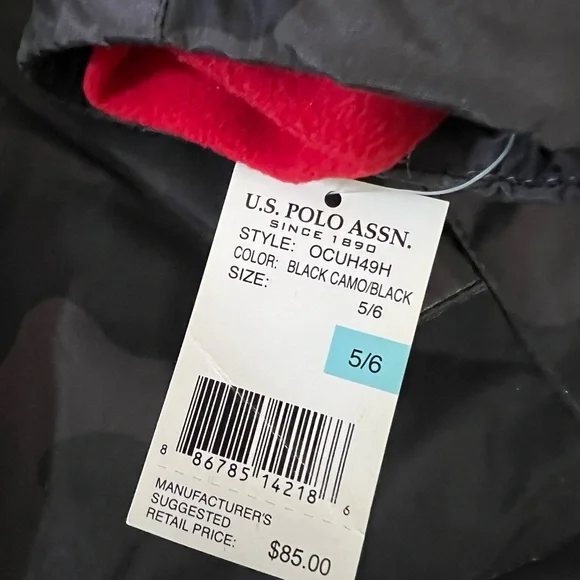 U.S. POLO ASSN.
SINCE 1890
STYLE: OCUH49H
COLOR: BLACK CAMO/BLACK
SIZE:
5/6
5/6
8 86785 14218 6
MANUFACTURER'S
SUGGESTED
RETAIL PRICE: $85.00